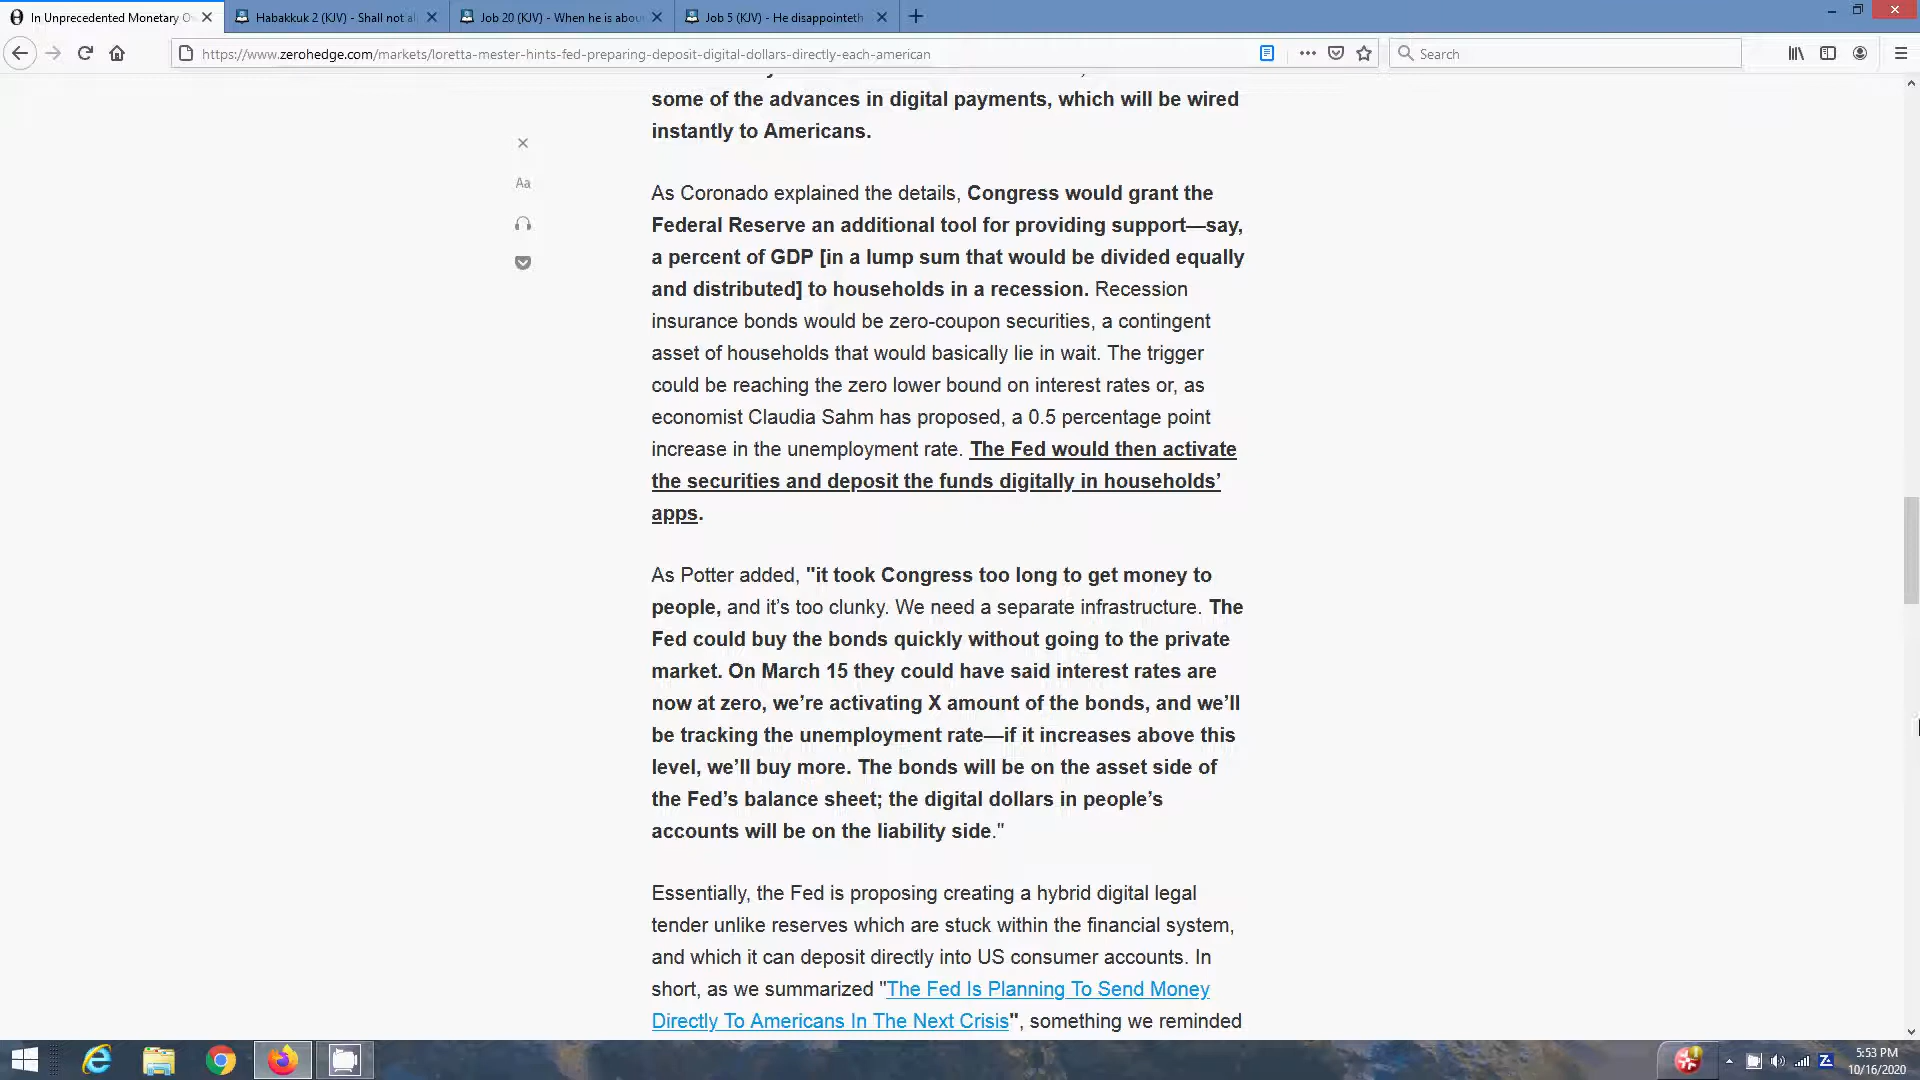 In Unprecedented Monetary O
Habakkuk 2 (KJV) - Shall not al
Job 20 (KJV) - When he is abou
Job 5 (KJV) - He disappointeth
https://www.zerohedge.com/markets/loretta-mester-hints-fed-preparing-deposit-digital-dollars-directly-each-american
Search
some of the advances in digital payments, which will be wired
instantly to Americans.
Aa
As Coronado explained the details, Congress would grant the
Federal Reserve an additional tool for providing support—say,
a percent of GDP [in a lump sum that would be divided equally
and distributed] to households in a recession. Recession
insurance bonds would be zero-coupon securities, a contingent
asset of households that would basically lie in wait. The trigger
could be reaching the zero lower bound on interest rates or, as
economist Claudia Sahm has proposed, a 0.5 percentage point
increase in the unemployment rate. The Fed would then activate
the securities and deposit the funds digitally in households’
apps.
As Potter added, "it took Congress too long to get money to
people, and it’s too clunky. We need a separate infrastructure. The
Fed could buy the bonds quickly without going to the private
market. On March 15 they could have said interest rates are
now at zero, we’re activating X amount of the bonds, and we’ll
be tracking the unemployment rate—if it increases above this
level, we’ll buy more. The bonds will be on the asset side of
the Fed’s balance sheet; the digital dollars in people’s
accounts will be on the liability side."
Essentially, the Fed is proposing creating a hybrid digital legal
tender unlike reserves which are stuck within the financial system,
and which it can deposit directly into US consumer accounts. In
short, as we summarized "The Fed Is Planning To Send Money
Directly To Americans In The Next Crisis", something we reminded
5:53 PM
10/16/2020